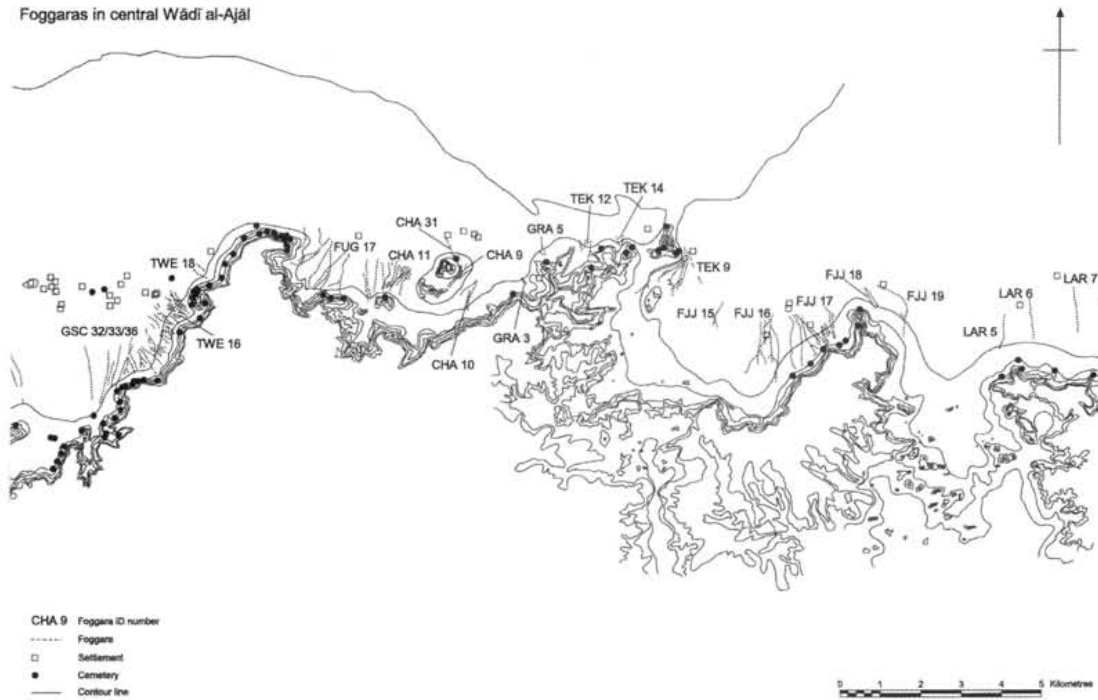 Foggaras in central Wādī al-Ajāl
TEK 14
TEK 12
CHA 31
GRA 5
FUG 17
CHA 11
CHA 9
TWE 18
TEK 9
FJJ 18
LAR 7
FJJ 15
FJJ 16
FJJ 17
FJJ 19
LAR 6
GSC 32/33/36
TWE 16
GRA 3
LAR 5
CHA 10
CHA 9 Foggara ID number
Foggara
Settlement
Cemetery
Contour line
0 1 2 3 4 5 Kilometres